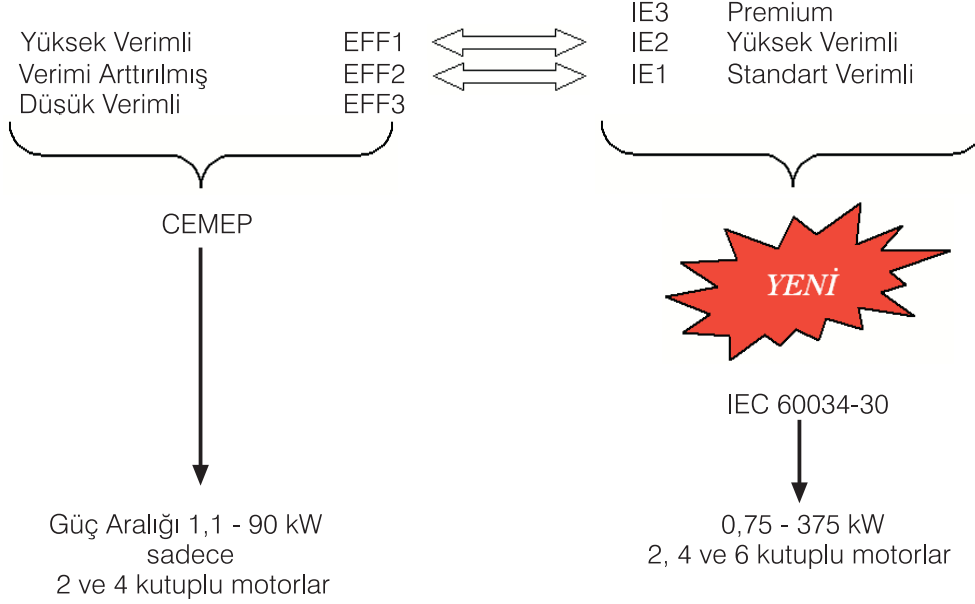 Yüksek Verimli EFF1
Verimi Arttırılmış EFF2
Düşük Verimli EFF3
IE3 Premium
IE2 Yüksek Verimli
IE1 Standart Verimli
CEMEP
YENİ
IEC 60034-30
Güç Aralığı 1,1 - 90 kW
sadece
2 ve 4 kutuplu motorlar
0,75 - 375 kW
2, 4 ve 6 kutuplu motorlar